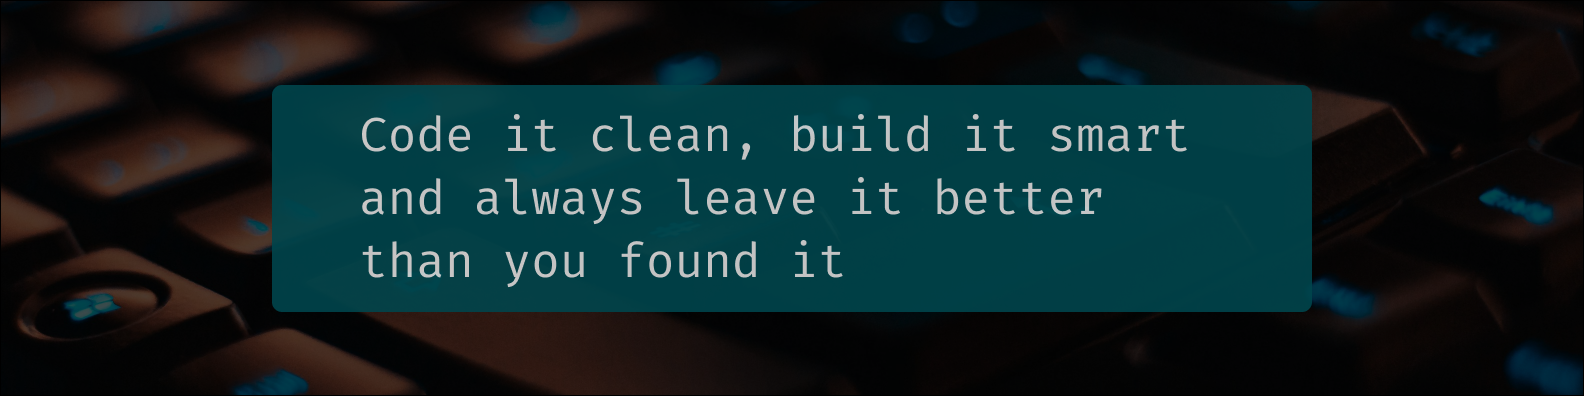 Code it clean, build it smart
and always leave it better
than you found it